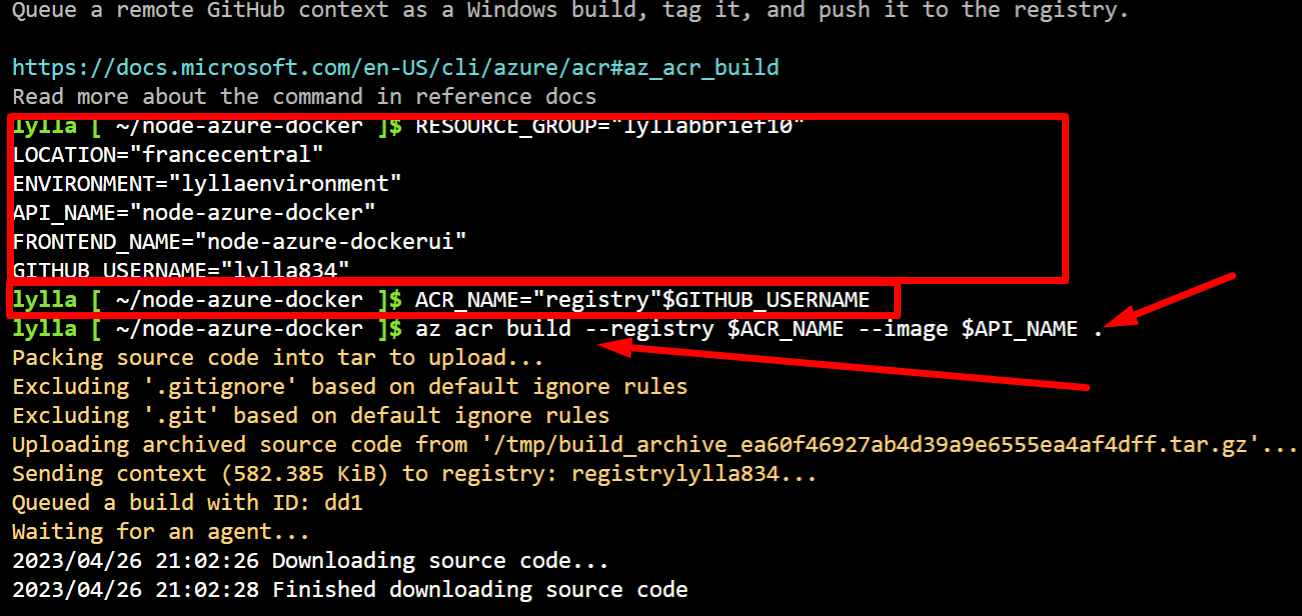 Queue a remote GitHub context as a Windows build, tag it, and push it to the registry.
https://docs.microsoft.com/en-US/cli/azure/acr#az_acr_build
Read more about the command in reference docs
lylla [ ~/node-azure-docker ]$ RESOURCE_GROUP="lyllabbrief10"
LOCATION="francecentral"
ENVIRONMENT="lyllaenvironment"
API_NAME="node-azure-docker"
FRONTEND_NAME="node-azure-dockerui"
GITHUB_USERNAME="lylla834"
lylla [ ~/node-azure-docker ]$ ACR_NAME="registry"$GITHUB_USERNAME
lylla [ ~/node-azure-docker ]$ az acr build --registry $ACR_NAME --image $API_NAME .
Packing source code into tar to upload...
Excluding '.gitignore' based on default ignore rules
Excluding '.git' based on default ignore rules
Uploading archived source code from '/tmp/build_archive_ea60f46927ab4d39a9e6555ea4af4dff.tar.gz'...
Sending context (582.385 KiB) to registry: registrylylla834...
Queued a build with ID: dd1
Waiting for an agent...
2023/04/26 21:02:26 Downloading source code...
2023/04/26 21:02:28 Finished downloading source code